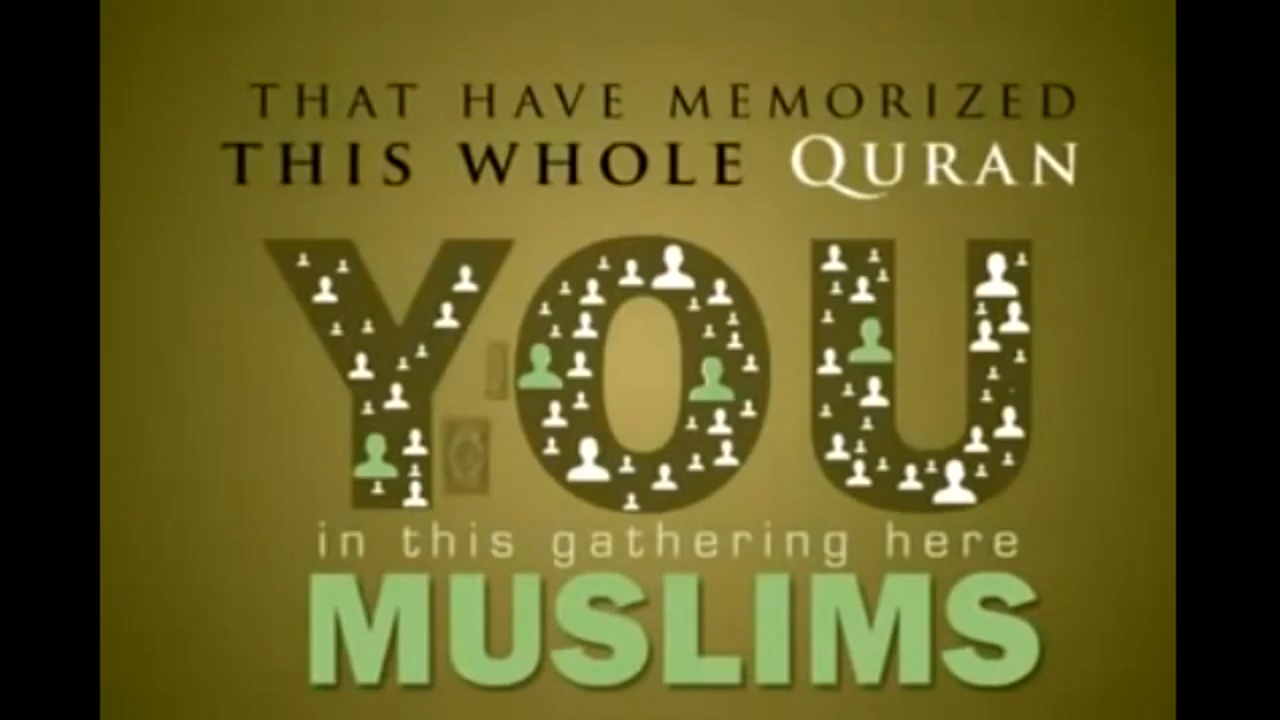 THAT HAVE MEMORIZED
THIS WHOLE QURAN
YOU
in this gathering here
MUSLIMS